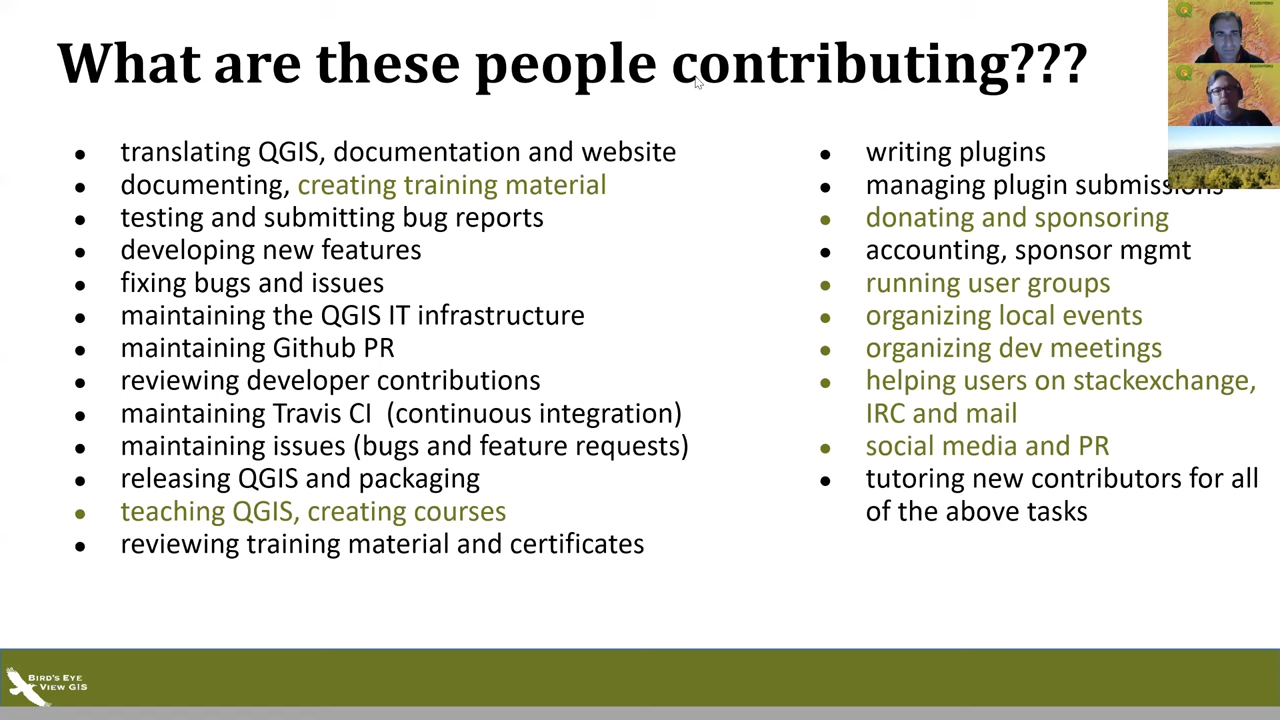 What are these people contributing???
translating QGIS, documentation and website
documenting, creating training material
testing and submitting bug reports
developing new features
fixing bugs and issues
maintaining the QGIS IT infrastructure
maintaining Github PR
reviewing developer contributions
maintaining Travis CI (continuous integration)
maintaining issues (bugs and feature requests)
releasing QGIS and packaging
teaching QGIS, creating courses
reviewing training material and certificates
writing plugins
managing plugin submissions
donating and sponsoring
accounting, sponsor mgmt
running user groups
organizing local events
organizing dev meetings
helping users on stackexchange,
IRC and mail
social media and PR
tutoring new contributors for all
of the above tasks
BIRD'S EYE
VIEW GIS